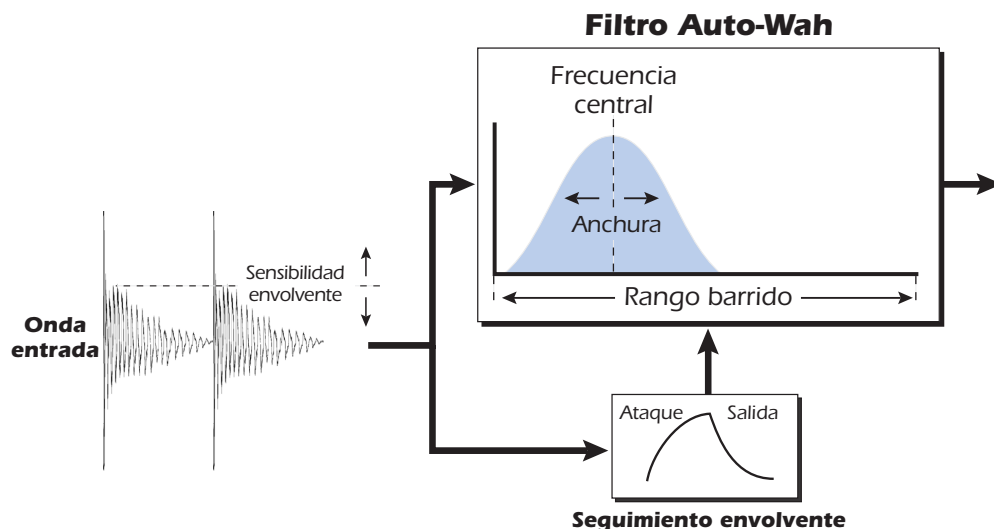 Filtro Auto-Wah
Frecuencia
central
Anchura
Rango barrido
Sensibilidad
envolvente
Onda
entrada
Ataque
Salida
Seguimiento envolvente